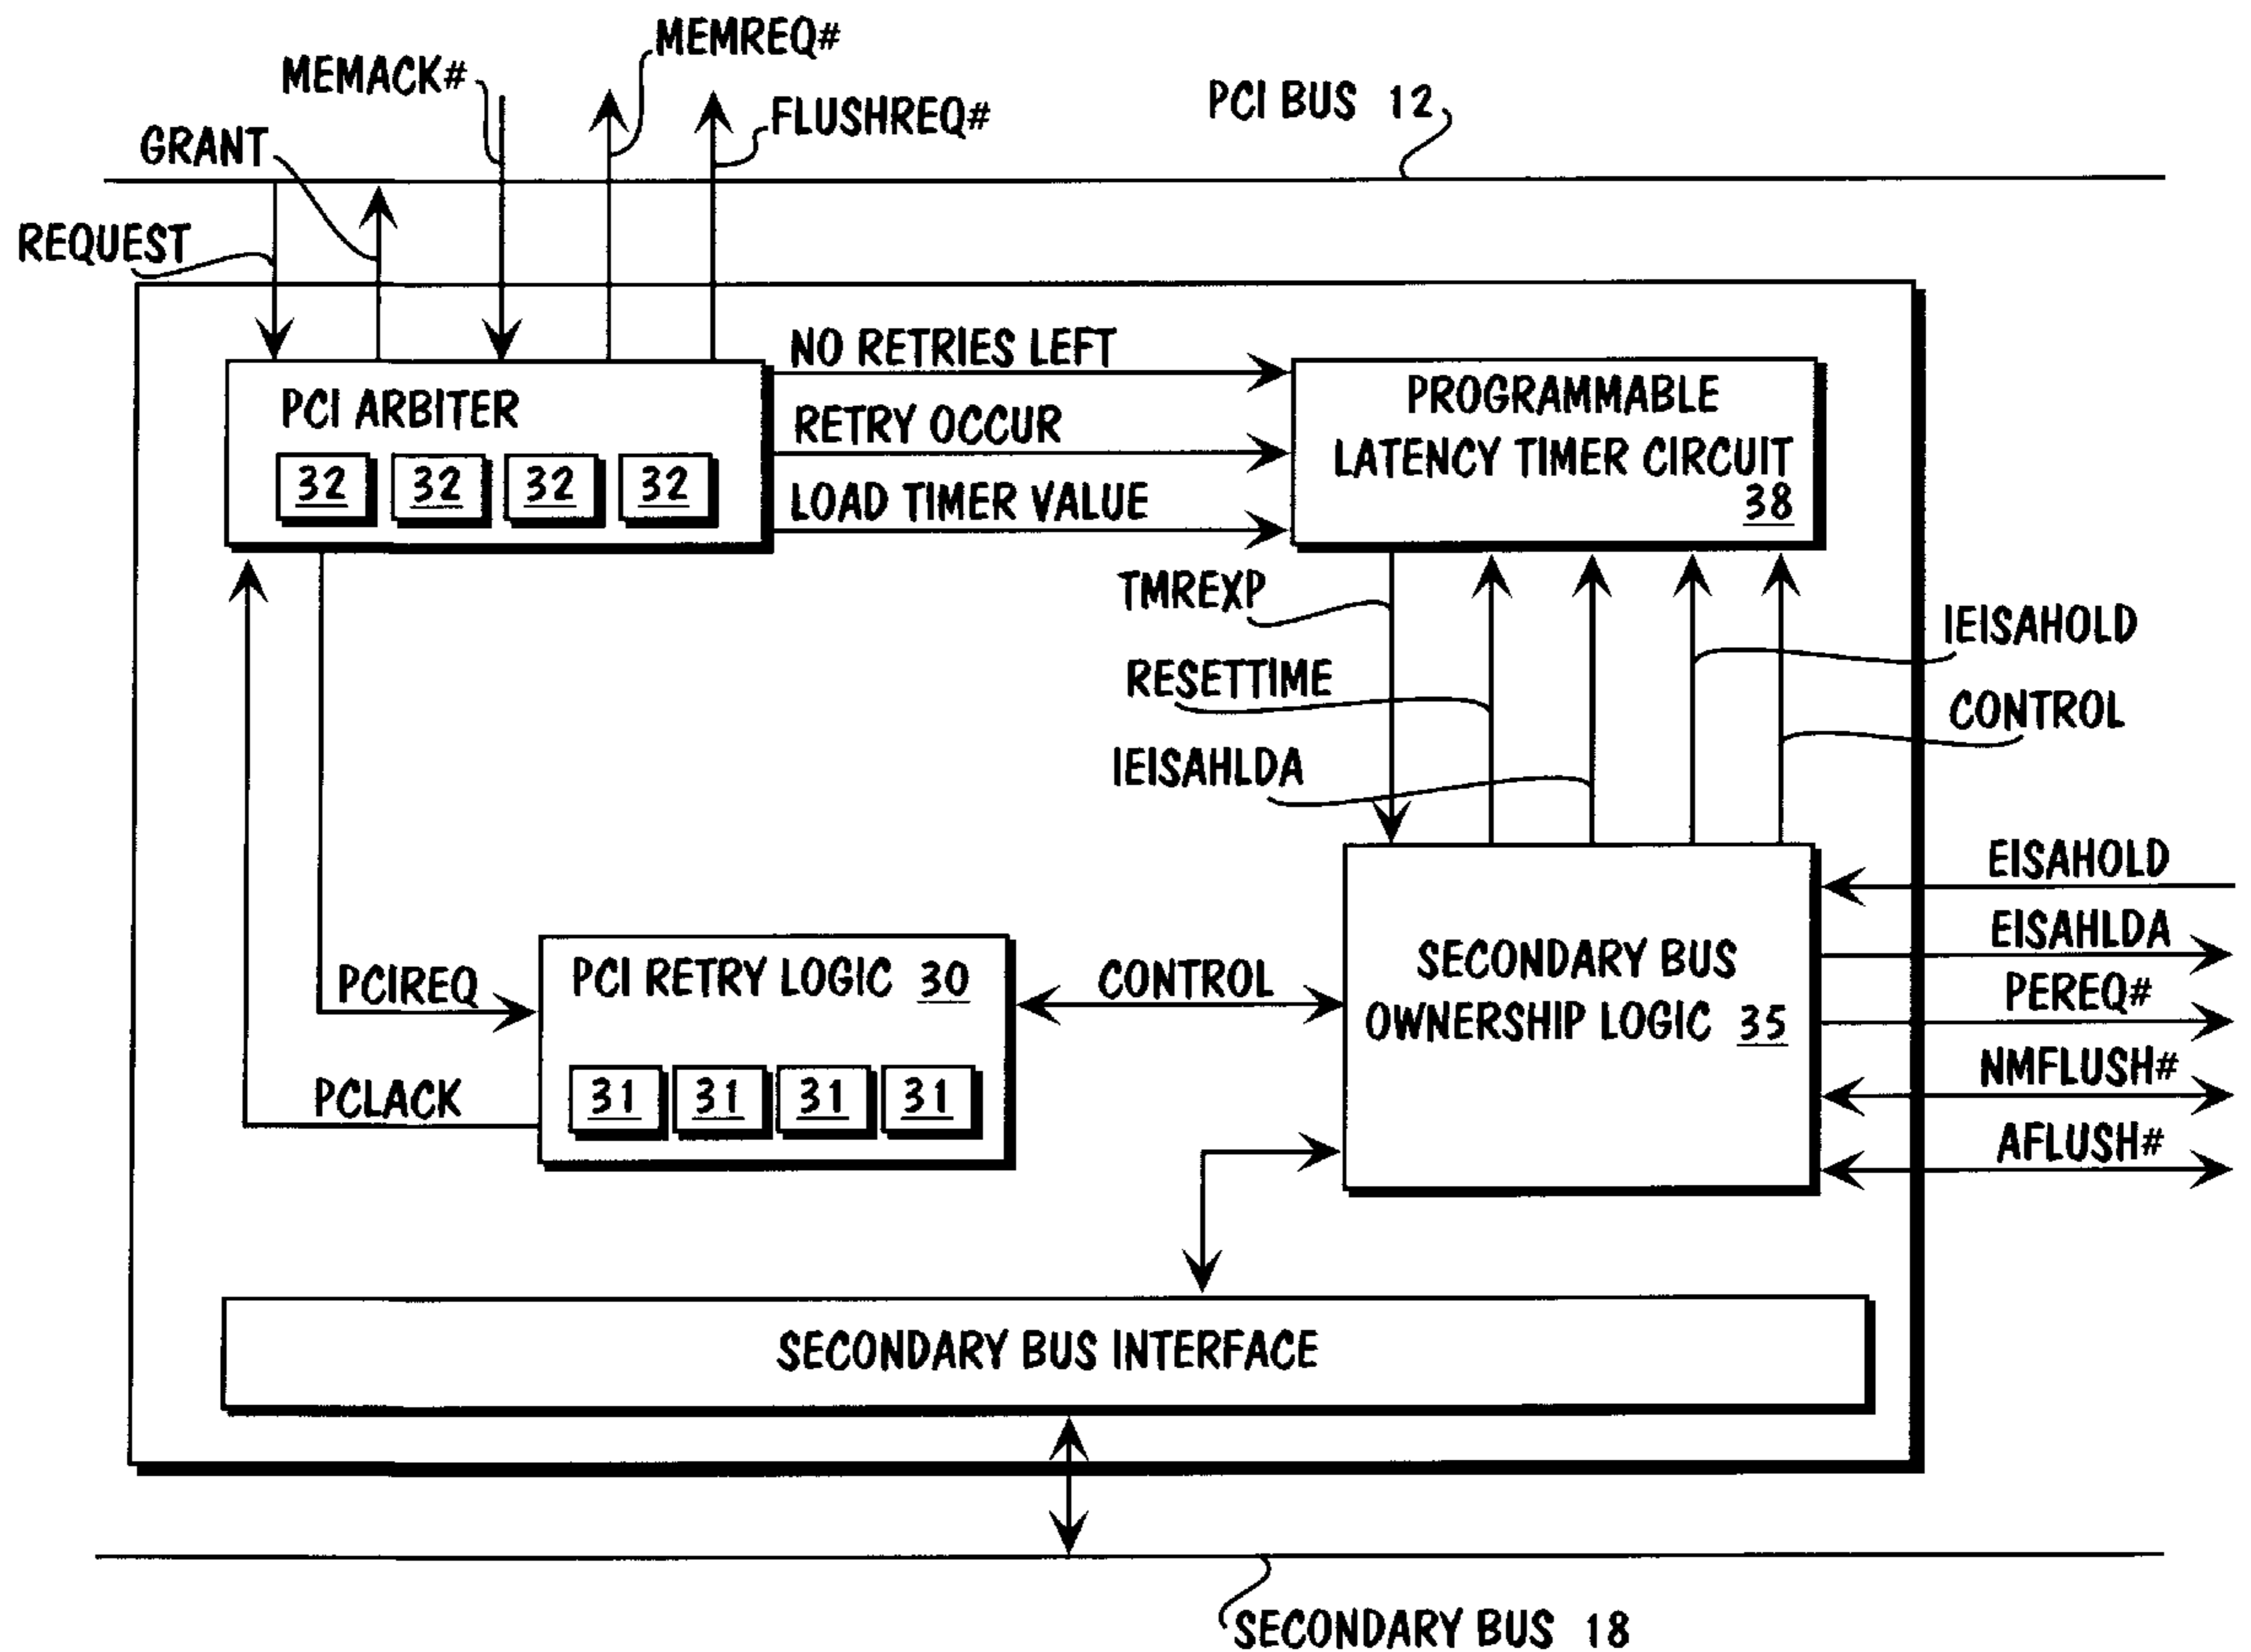 MEMREQ#
MEMACK#
FLUSHREQ#
PCI BUS 12
GRANT
REQUEST
NO RETRIES LEFT
PCI ARBITER
RETRY OCCUR
32 32 32 32
LOAD TIMER VALUE
PROGRAMMABLE
LATENCY TIMER CIRCUIT
38
TMREXP
IEISAHOLD
RESETTIME
CONTROL
IEISAHLDA
EISAHOLD
EISAHLDA
PEREQ#
NMFLUSH#
AFLUSH#
SECONDARY BUS
OWNERSHIP LOGIC 35
CONTROL
PCI RETRY LOGIC 30
31 31 31 31
PCIREQ
PCLACK
SECONDARY BUS INTERFACE
SECONDARY BUS 18